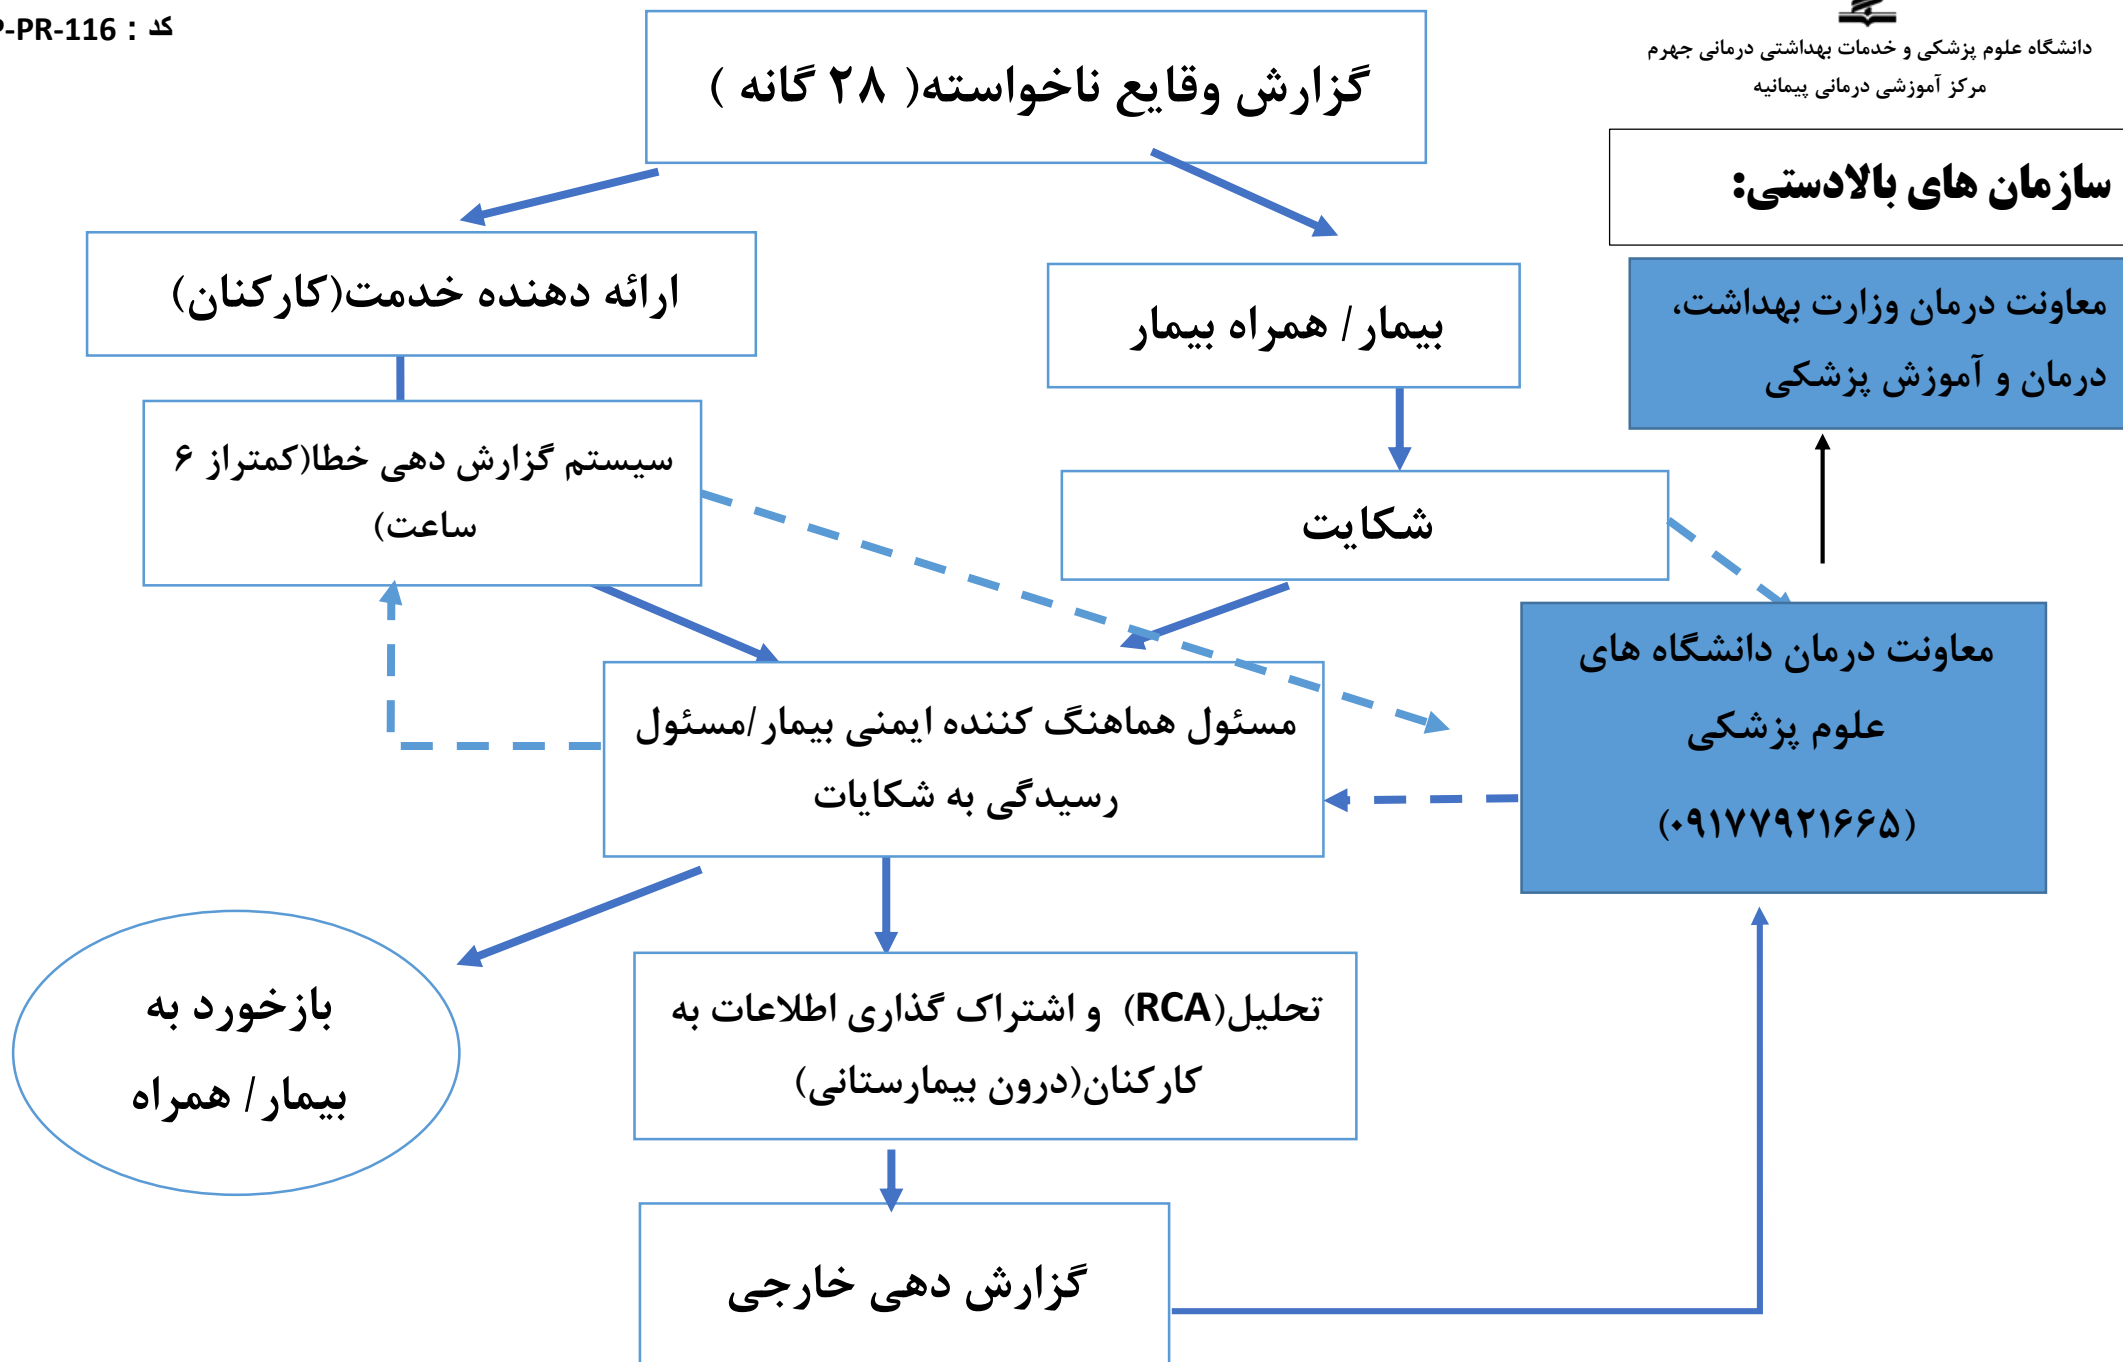 کد : P-PR-116
دانشگاه علوم پزشکی و خدمات بهداشتی درمانی جهرم
مرکز آموزشی درمانی پیمانیه
گزارش وقایع ناخواسته( ۲۸ گانه )
سازمان های بالادستی:
ارائه دهنده خدمت(کارکنان)
بیمار/ همراه بیمار
معاونت درمان وزارت بهداشت،
درمان و آموزش پزشکی
سیستم گزارش دهی خطا(کمتراز ۶
ساعت)
شکایت
معاونت درمان دانشگاه های
علوم پزشکی
(۰۹۱۷۷۹۲۱۶۶۵)
مسئول هماهنگ کننده ایمنی بیمار/مسئول
رسیدگی به شکایات
بازخورد به
بیمار/ همراه
تحلیل(RCA) و اشتراک گذاری اطلاعات به
کارکنان(درون بیمارستانی)
گزارش دهی خارجی